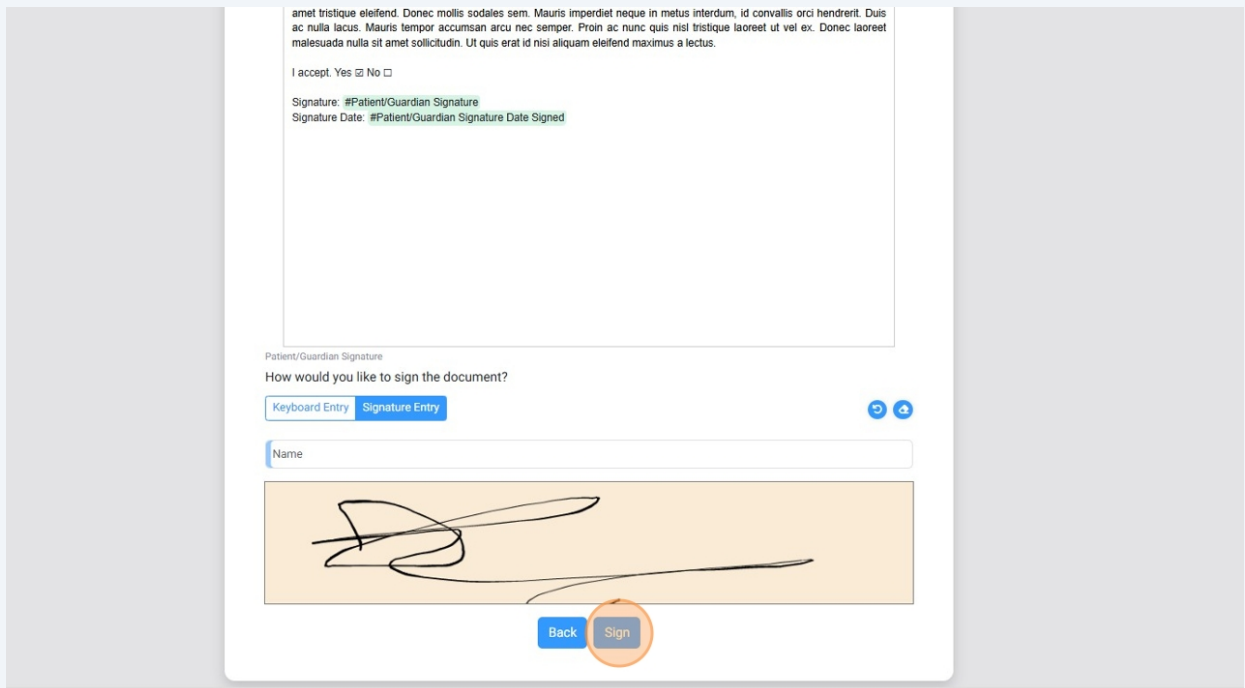 amet tristique eleifend. Donec mollis sodales sem. Mauris imperdiet neque in metus interdum, id convallis orci hendrerit. Duis
ac nulla lacus. Mauris tempor accumsan arcu nec semper. Proin ac nunc quis nisl tristique laoreet ut vel ex. Donec laoreet
malesuada nulla sit amet sollicitudin. Ut quis erat id nisi aliquam eleifend maximus a lectus.
I accept. Yes ☑ No ☐
Signature: #Patient/Guardian Signature
Signature Date: #Patient/Guardian Signature Date Signed
Patient/Guardian Signature
How would you like to sign the document?
Keyboard Entry Signature Entry
Name
Back Sign